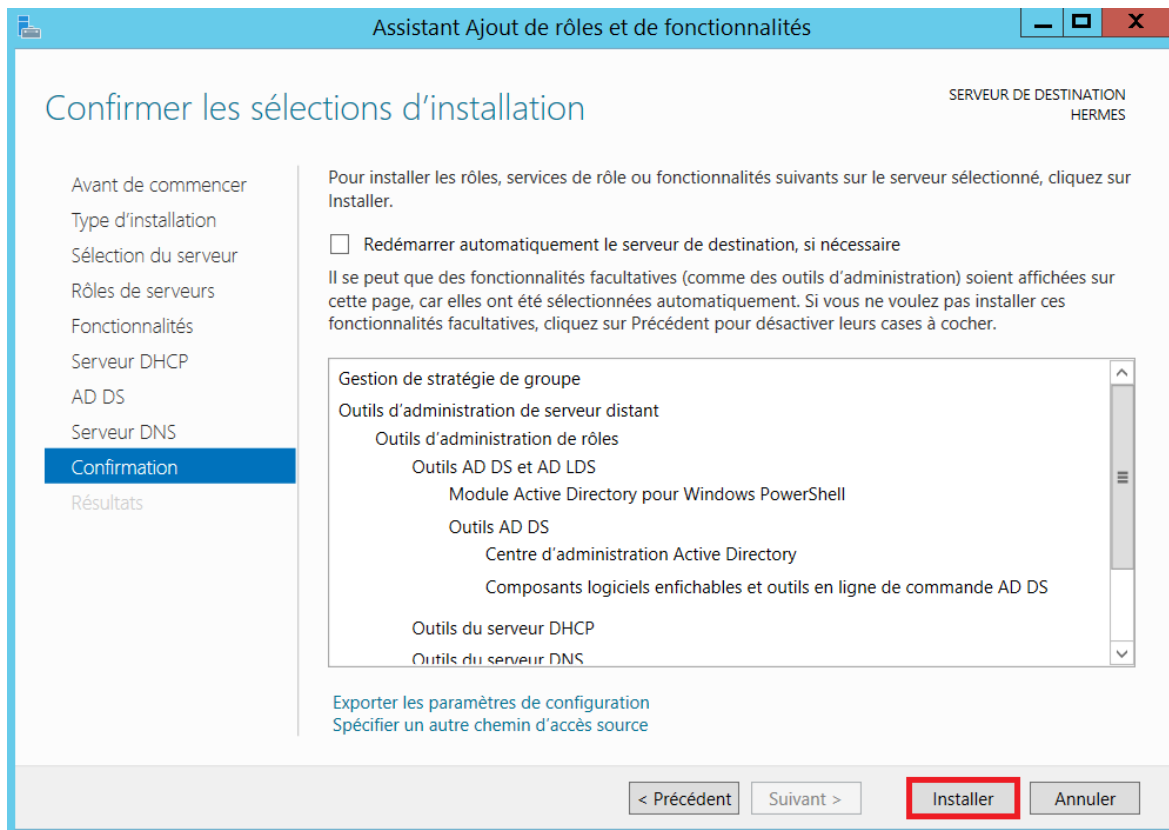 Assistant Ajout de rôles et de fonctionnalités
Confirmer les sélections d'installation
SERVEUR DE DESTINATION
HERMES
Avant de commencer
Type d'installation
Sélection du serveur
Rôles de serveurs
Fonctionnalités
Serveur DHCP
AD DS
Serveur DNS
Confirmation
Résultats
Pour installer les rôles, services de rôle ou fonctionnalités suivants sur le serveur sélectionné, cliquez sur
Installer.
Redémarrer automatiquement le serveur de destination, si nécessaire
Il se peut que des fonctionnalités facultatives (comme des outils d'administration) soient affichées sur
cette page, car elles ont été sélectionnées automatiquement. Si vous ne voulez pas installer ces
fonctionnalités facultatives, cliquez sur Précédent pour désactiver leurs cases à cocher.
Gestion de stratégie de groupe
Outils d'administration de serveur distant
Outils d'administration de rôles
Outils AD DS et AD LDS
Module Active Directory pour Windows PowerShell
Outils AD DS
Centre d'administration Active Directory
Composants logiciels enfichables et outils en ligne de commande AD DS
Outils du serveur DHCP
Outils du serveur DNS
Exporter les paramètres de configuration
Spécifier un autre chemin d'accès source
< Précédent
Suivant >
Installer
Annuler